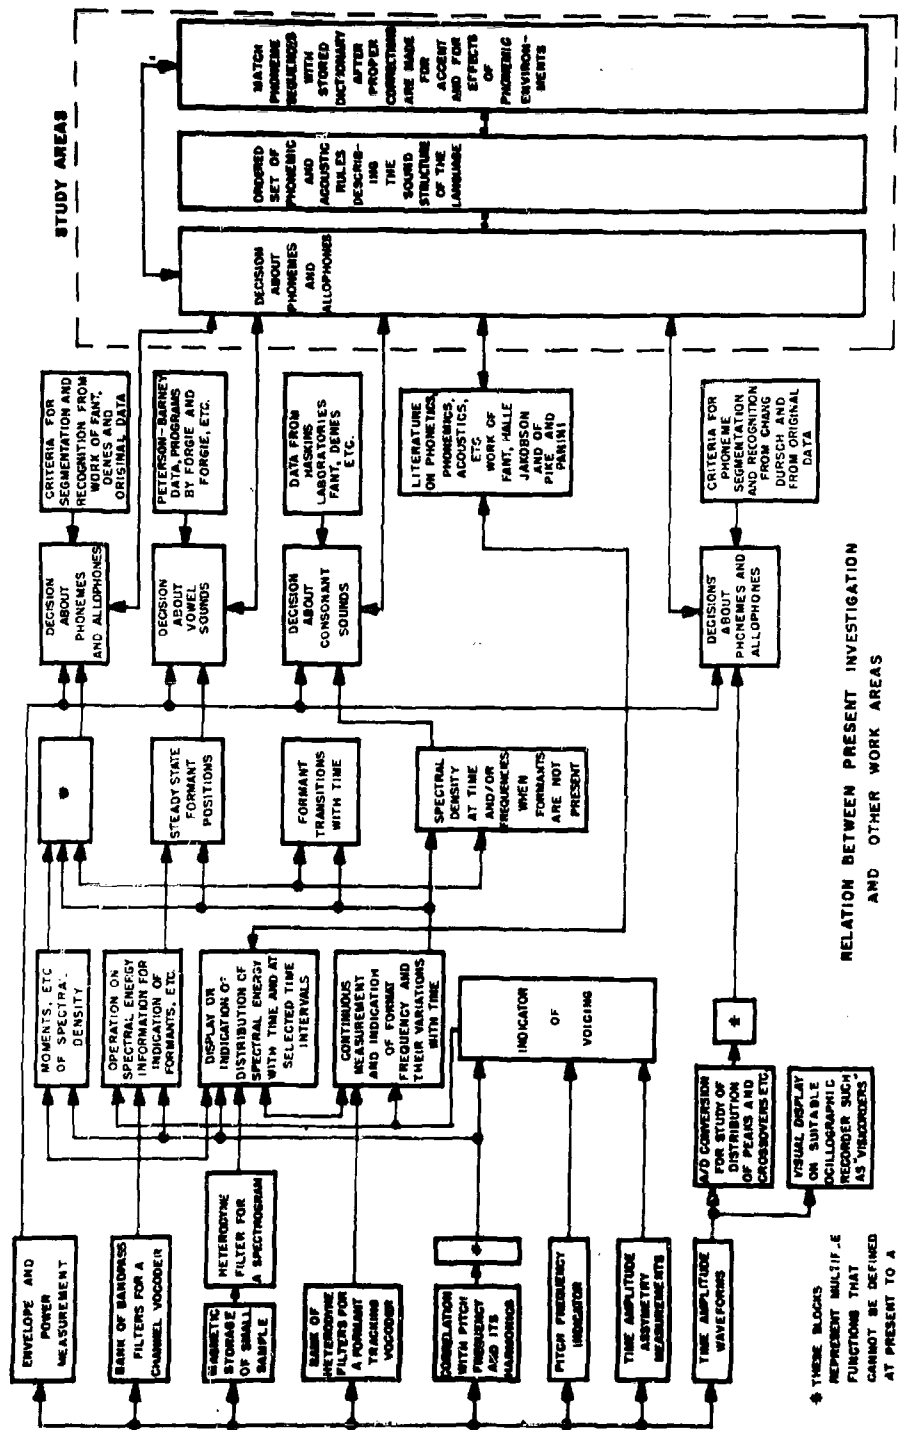 STUDY AREAS
MATCH
PHONEME
SEQUENCES
WITH
STORED
DICTIONARY
AFTER
PROPER
CORRECTIONS
ARE MADE
FOR
ACCENT
AND FOR
EFFECTS
OF
PHONEMIC
ENVIRON-
MENTS
ORDERED
SET OF
PHONEMIC
AND
ACOUSTIC
RULES
DESCRIB-
ING
THE
SOUND
STRUCTURE
OF THE
LANGUAGE
DECISION
ABOUT
PHONEMES
AND
ALLOPHONES
CRITERIA FOR
SEGMENTATION AND
RECOGNITION FROM
WORK OF FANT,
DENES AND
ORIGINAL DATA
PETERSON-BARNEY
DATA, PROGRAMS
BY FORGIE AND
FORGIE, ETC.
DATA FROM
HASKINS
LABORATORIES
FANT, DENES
ETC.
LITERATURE
ON PHONETICS,
PHONEMICS,
ACOUSTICS,
ETS
WORK OF
FANT, HALLE
JAKOBSON
AND OF
PIKE AND
PANINI
CRITERIA FOR
PHONEME
SEGMENTATION
AND RECOGNITION
FROM CHANG
DURSCH AND
FROM ORIGINAL
DATA
DECISION
ABOUT
PHONEMES
AND ALLOPHONES
DECISION
ABOUT
VOWEL
SOUNDS
DECISION
ABOUT
CONSONANT
SOUNDS
DECISIONS
ABOUT
PHONEMES AND
ALLOPHONES
*
STEADY STATE
FORMANT
POSITIONS
FORMANT
TRANSITIONS
WITH TIME
SPECTRAL
DENSITY
AT TIME
AND/OR
FREQUENCIES
WHEN
FORMANTS
ARE NOT
PRESENT
MOMENTS, ETC
OF SPECTRAL
DENSITY
OPERATION ON
SPECTRAL ENERGY
INFORMATION FOR
INDICATION OF
FORMANTS, ETC.
DISPLAY OR
INDICATION OF
DISTRIBUTION OF
SPECTRAL ENERGY
WITH TIME AND AT
SELECTED TIME
INTERVALS
CONTINUOUS
MEASUREMENT
AND INDICATION
OF FORMAT
FREQUENCY AND
THEIR VARIATIONS
WITH TIME
INDICATOR
OF
VOICING
*
A/D CONVERSION
FOR STUDY OF
DISTRIBUTION
OF PEAKS AND
CROSSOVERS ETC.
VISUAL DISPLAY
ON SUITABLE
OCILLOGRAPHIC
RECORDER SUCH
AS "VISICORDERS"
ENVELOPE AND
POWER
MEASUREMENT
BANK OF BANDPASS
FILTERS FOR A
CHANNEL VOCODER
MAGNETIC
STORAGE
OF SMALL
SAMPLE
HETERODYNE
FILTER FOR
A SPECTROGRAM
BANK OF
HETERODYNE
FILTERS FOR
A FORMANT
TRACKING
VOCODER
CORRELATION
WITH PITCH
FREQUENCY
AND ITS
HARMONICS
*
PITCH FREQUENCY
INDICATOR
TIME AMPLITUDE
ASSYMETRY
MEASUREMENTS
TIME AMPLITUDE
WAVEFORMS
* THESE BLOCKS
REPRESENT MULTIPLE
FUNCTIONS THAT
CANNOT BE DEFINED
AT PRESENT TO A
RELATION BETWEEN PRESENT INVESTIGATION
AND OTHER WORK AREAS